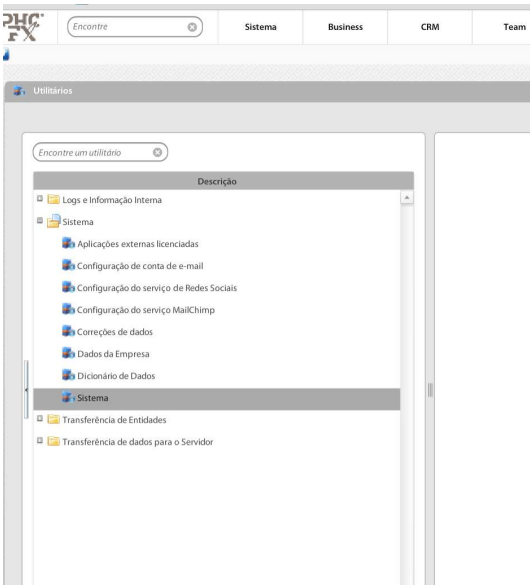 PHC FX
Encontre
Sistema
Business
CRM
Team
Utilitários
Encontre um utilitário
Descrição
Logs e Informação Interna
Sistema
Aplicações externas licenciadas
Configuração de conta de e-mail
Configuração do serviço de Redes Sociais
Configuração do serviço MailChimp
Correções de dados
Dados da Empresa
Dicionário de Dados
Sistema
Transferência de Entidades
Transferência de dados para o Servidor